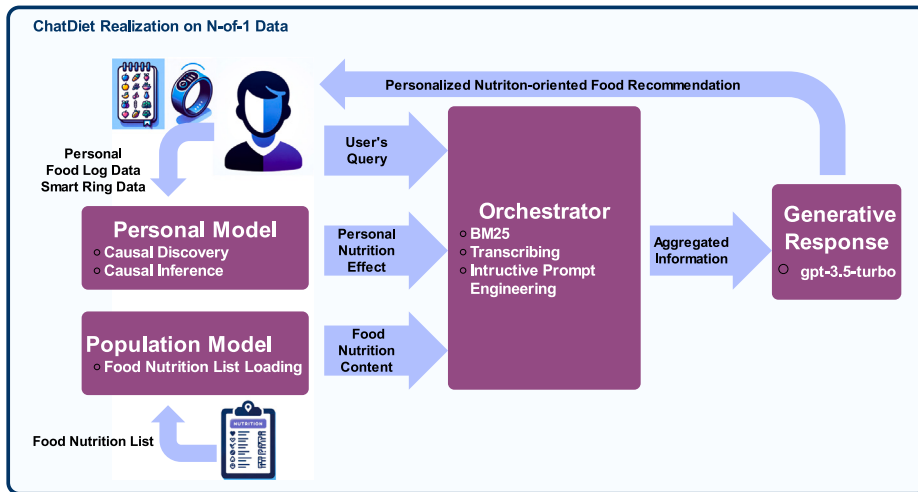 ChatDiet Realization on N-of-1 Data
Personalized Nutriton-oriented Food Recommendation
Personal
Food Log Data
Smart Ring Data
User's
Query
Personal Model
Causal Discovery
Causal Inference
Personal
Nutrition
Effect
Orchestrator
BM25
Transcribing
Intructive Prompt
Engineering
Aggregated
Information
Generative
Response
gpt-3.5-turbo
Population Model
Food Nutrition List Loading
Food
Nutrition
Content
Food Nutrition List
NUTRITION